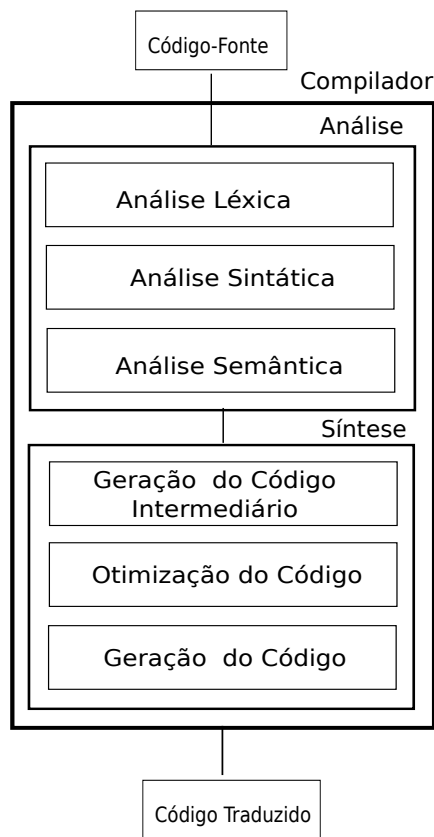 Código-Fonte
Compilador
Análise
Análise Léxica
Análise Sintática
Análise Semântica
Síntese
Geração do Código
Intermediário
Otimização do Código
Geração do Código
Código Traduzido